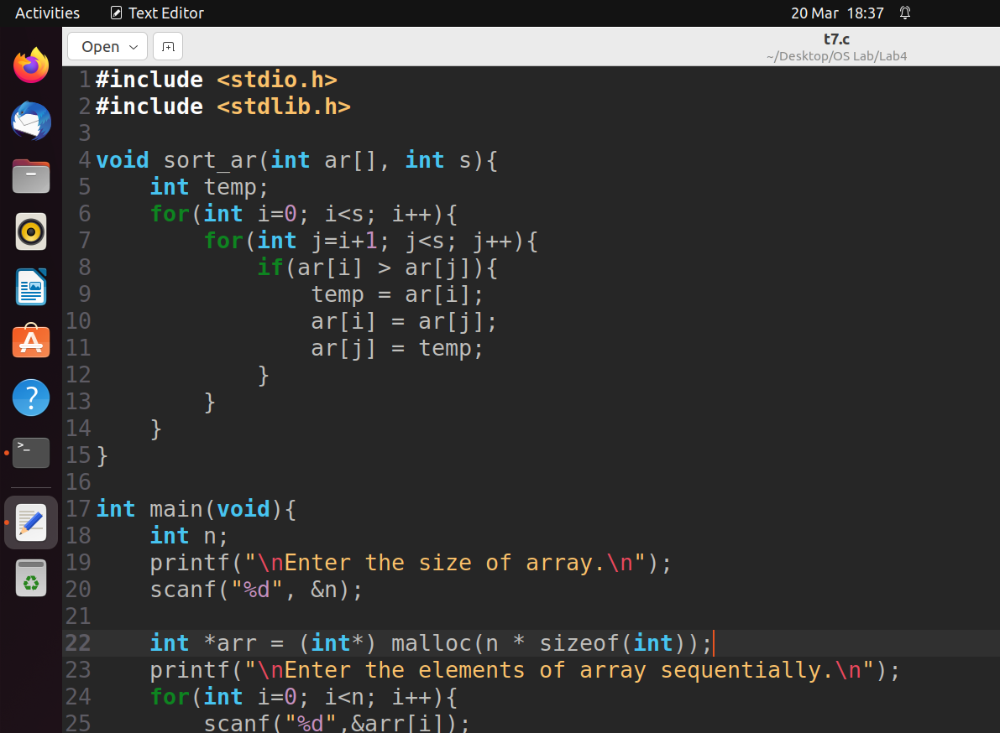 Activities Text Editor 20 Mar 18:37
Open t7.c
~/Desktop/OS Lab/Lab4
1 #include <stdio.h>
2 #include <stdlib.h>
3
4 void sort_ar(int ar[], int s){
5     int temp;
6     for(int i=0; i<s; i++){
7         for(int j=i+1; j<s; j++){
8             if(ar[i] > ar[j]){
9                 temp = ar[i];
10                 ar[i] = ar[j];
11                 ar[j] = temp;
12             }
13         }
14     }
15 }
16
17 int main(void){
18     int n;
19     printf("\nEnter the size of array.\n");
20     scanf("%d", &n);
21
22     int *arr = (int*) malloc(n * sizeof(int));
23     printf("\nEnter the elements of array sequentially.\n");
24     for(int i=0; i<n; i++){
25         scanf("%d",&arr[i]);